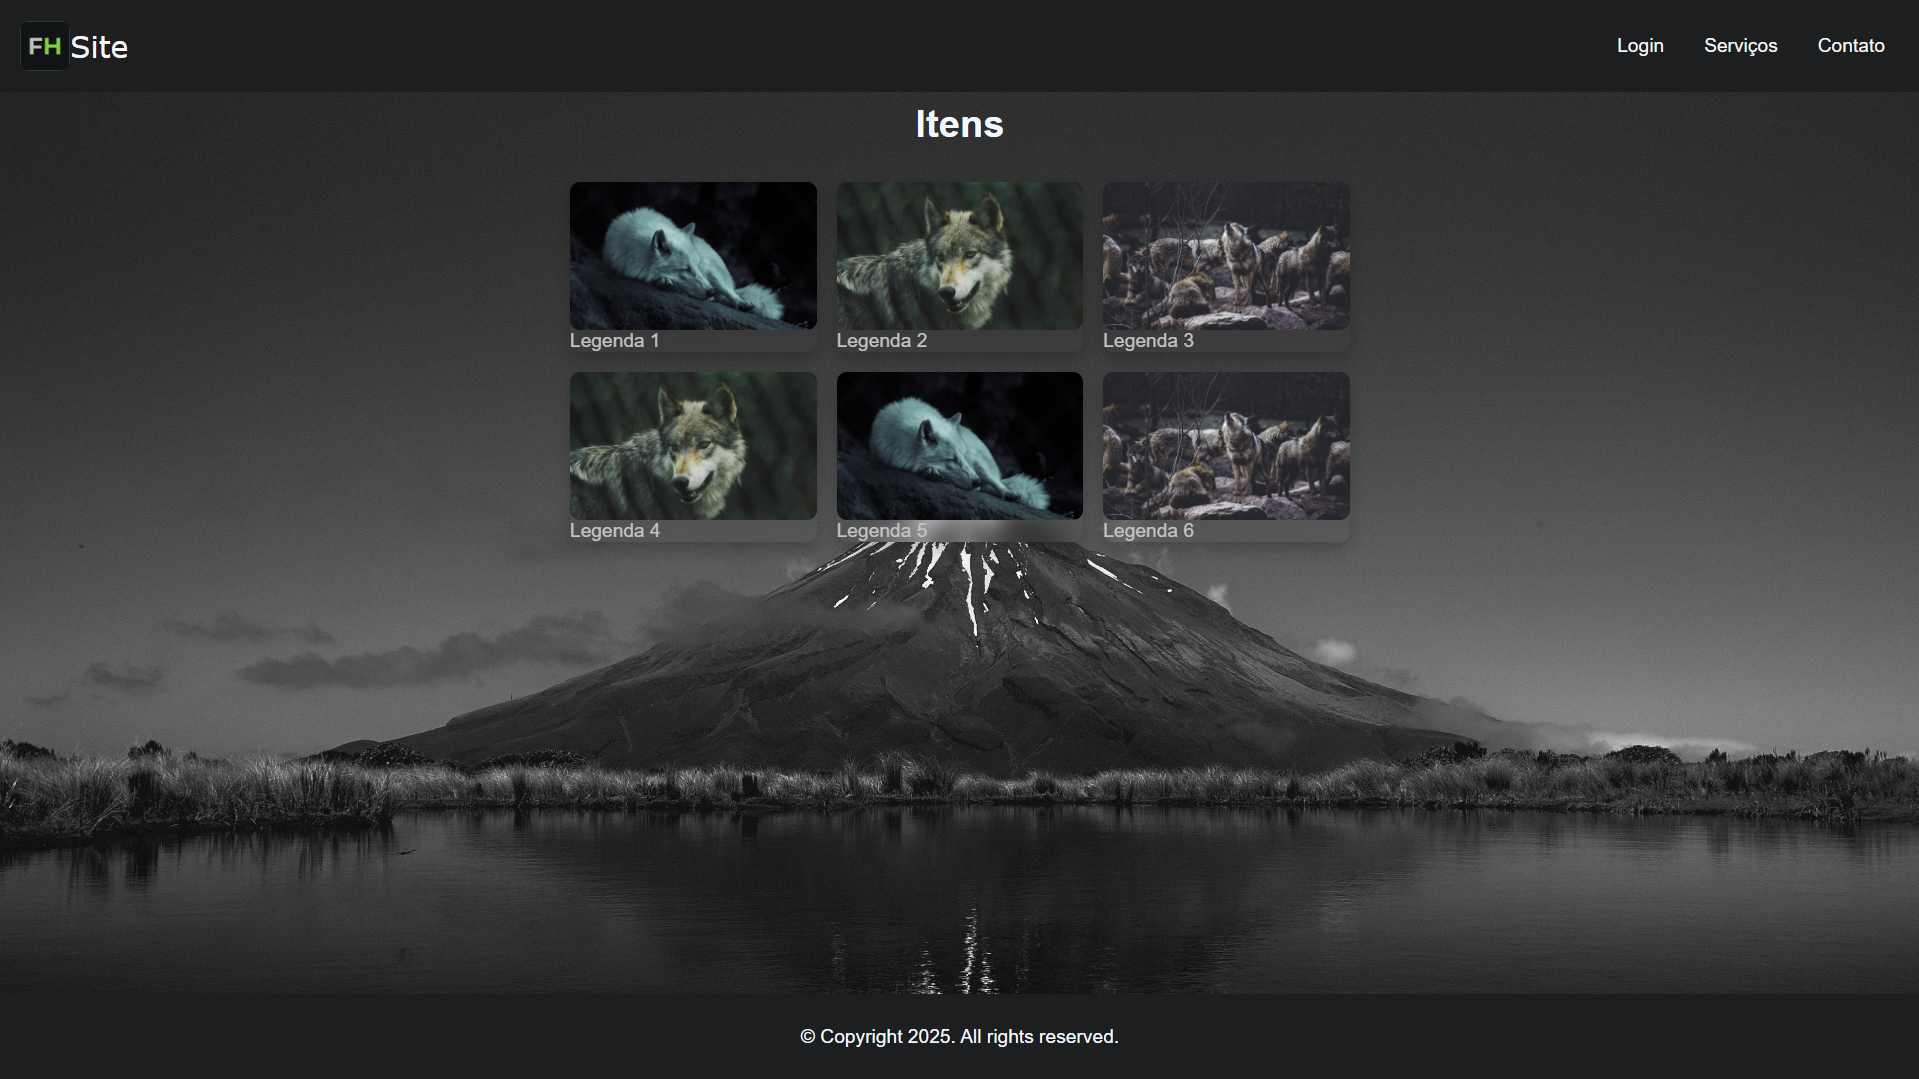 FH Site
Login Serviços Contato
Itens
Legenda 1 Legenda 2 Legenda 3
Legenda 4 Legenda 5 Legenda 6
© Copyright 2025. All rights reserved.